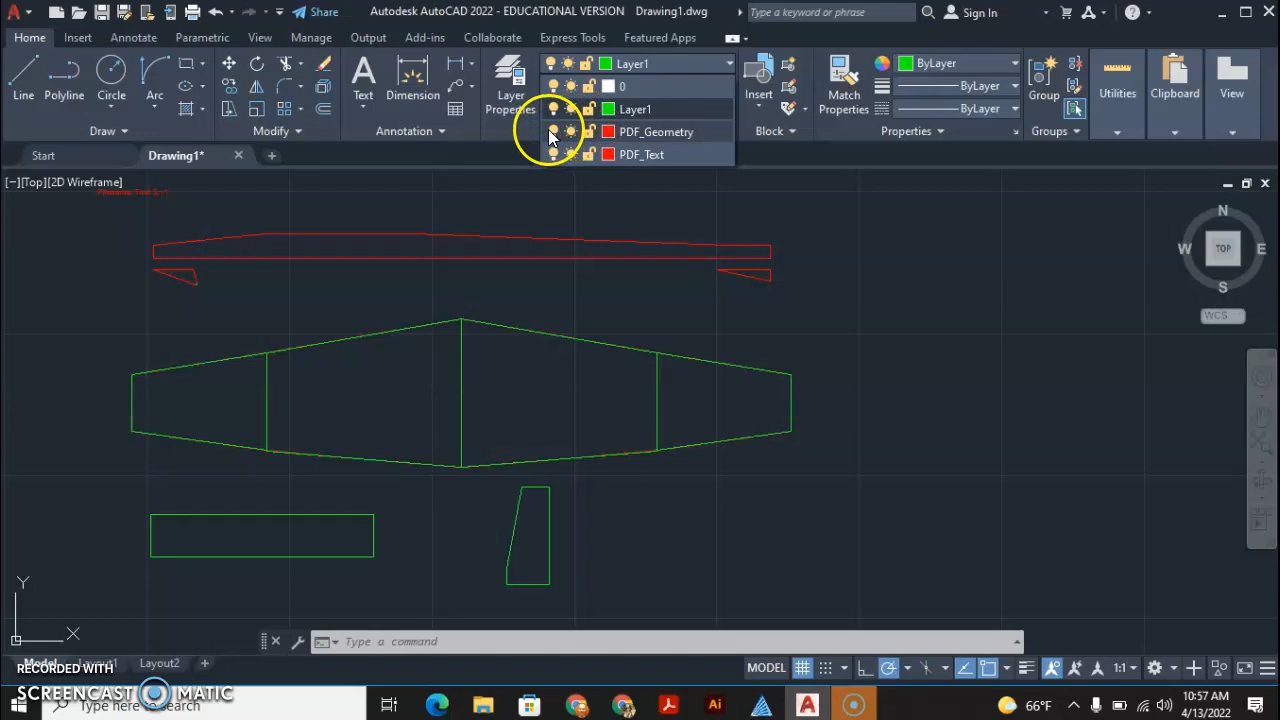 Share
Autodesk AutoCAD 2022 - EDUCATIONAL VERSION Drawing1.dwg
Type a keyword or phrase
Sign In
Home Insert Annotate Parametric View Manage Output Add-ins Collaborate Express Tools Featured Apps
Line
Polyline
Circle
Arc
Text
Dimension
Layer
Properties
Layer1
0
Layer1
PDF_Geometry
PDF_Text
Insert
Match
Properties
ByLayer
ByLayer
ByLayer
Group
Utilities
Clipboard
View
Draw
Modify
Annotation
Block
Properties
Groups
Start
Drawing1*
[−][Top][2D Wireframe]
N
W
TOP
E
S
WCS
Y
X
Type a command
Model
Layout1
Layout2
MODEL
1:1
RECORDED WITH
SCREENCAST MATIC
Type here to search
66°F
10:57 AM
4/13/2022